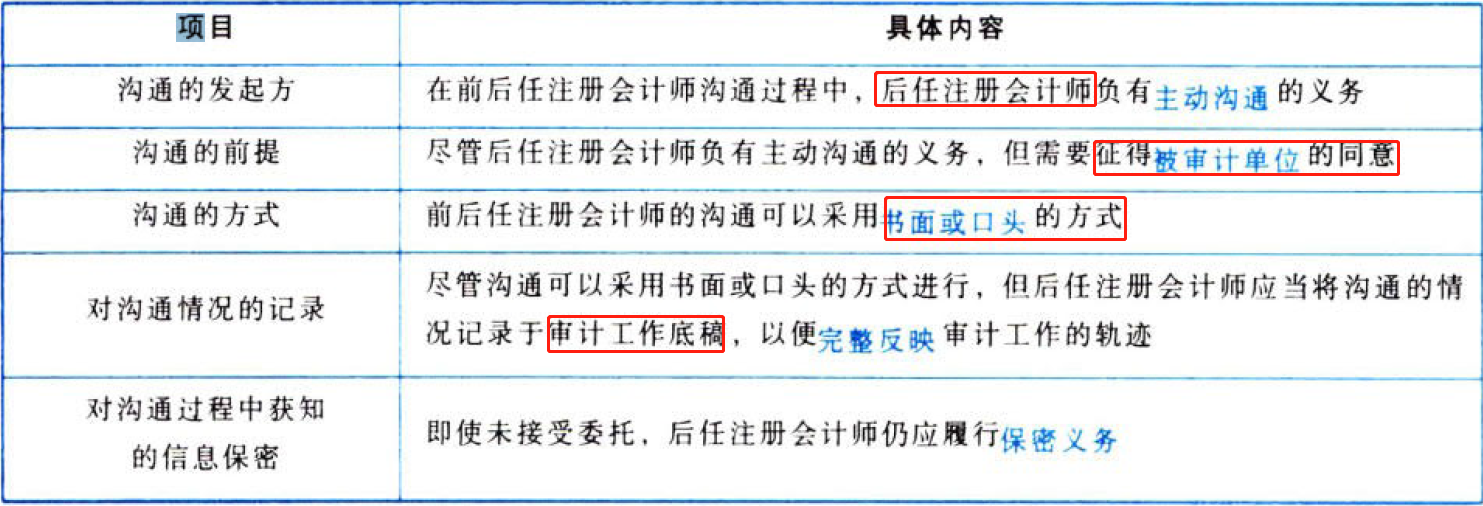 项目
具体内容
沟通的发起方
在前后任注册会计师沟通过程中，后任注册会计师负有主动沟通的义务
沟通的前提
尽管后任注册会计师负有主动沟通的义务，但需要征得被审计单位的同意
沟通的方式
前后任注册会计师的沟通可以采用书面或口头的方式
对沟通情况的记录
尽管沟通可以采用书面或口头的方式进行，但后任注册会计师应当将沟通的情
况记录于审计工作底稿，以便完整反映审计工作的轨迹
对沟通过程中获知
的信息保密
即使未接受委托，后任注册会计师仍应履行保密义务